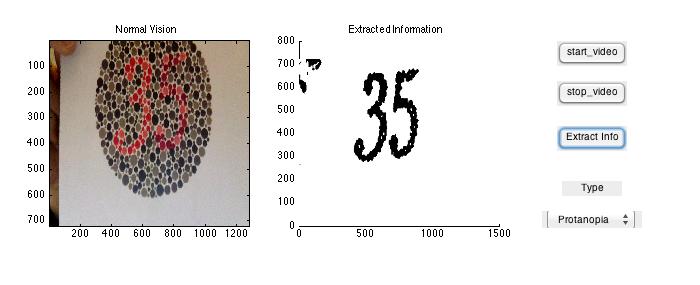 Normal Vision
100
200
300
400
500
600
700
200 400 600 800 1000 1200
35
Extracted Information
800
700
600
500
400
300
200
100
0
0 500 1000 1500
35
start_video
stop_video
Extract Info
Type
Protanopia